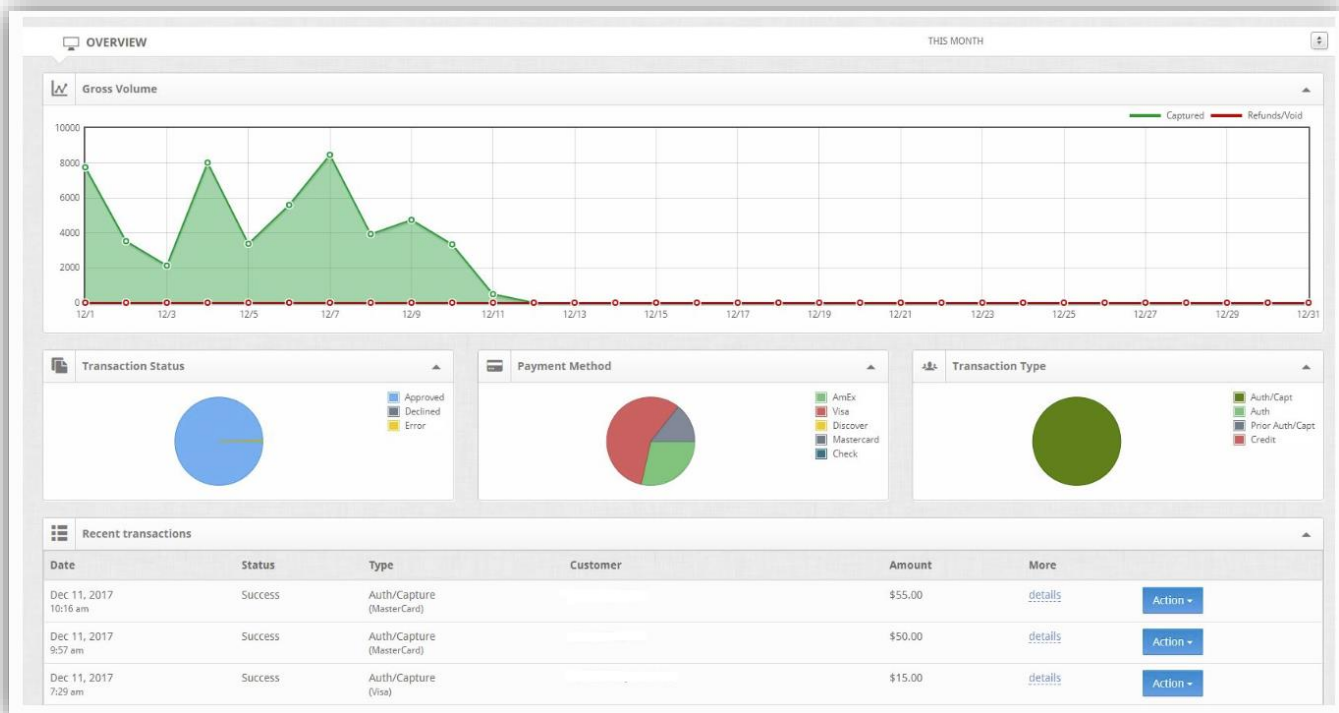 OVERVIEW THIS MONTH
Gross Volume
Captured Refunds/Void
10000
8000
6000
4000
2000
0
12/1 12/3 12/5 12/7 12/9 12/11 12/13 12/15 12/17 12/19 12/21 12/23 12/25 12/27 12/29 12/31
Transaction Status
Approved
Declined
Error
Payment Method
AmEx
Visa
Discover
Mastercard
Check
Transaction Type
Auth/Capt
Auth
Prior Auth/Capt
Credit
Recent transactions
Date Status Type Customer Amount More
Dec 11, 2017 Success Auth/Capture $55.00 details Action
10:16 am (MasterCard)
Dec 11, 2017 Success Auth/Capture $50.00 details Action
9:57 am (MasterCard)
Dec 11, 2017 Success Auth/Capture $15.00 details Action
7:29 am (Visa)